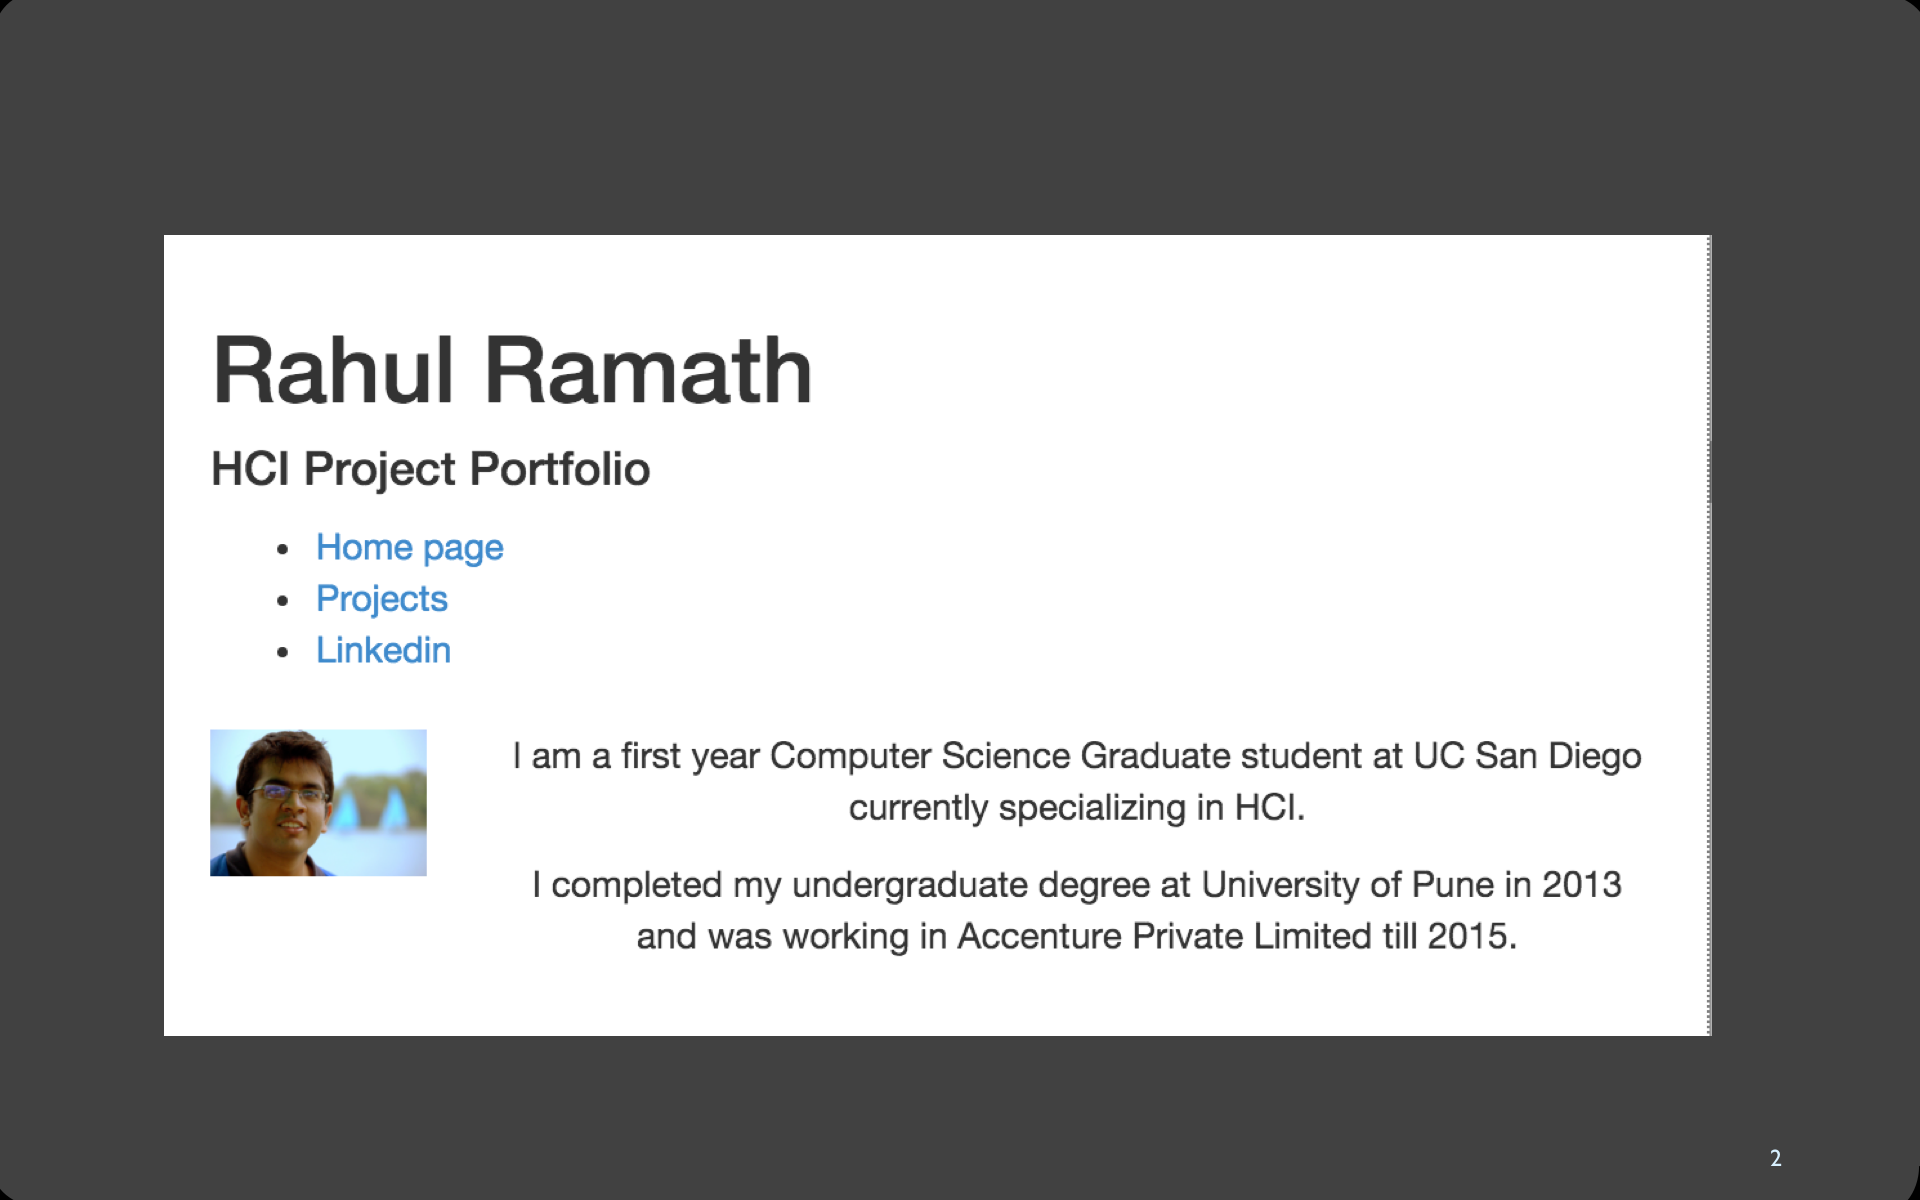 Rahul Ramath
HCI Project Portfolio
• Home page
• Projects
• Linkedin
I am a first year Computer Science Graduate student at UC San Diego
currently specializing in HCI.
I completed my undergraduate degree at University of Pune in 2013
and was working in Accenture Private Limited till 2015.
2